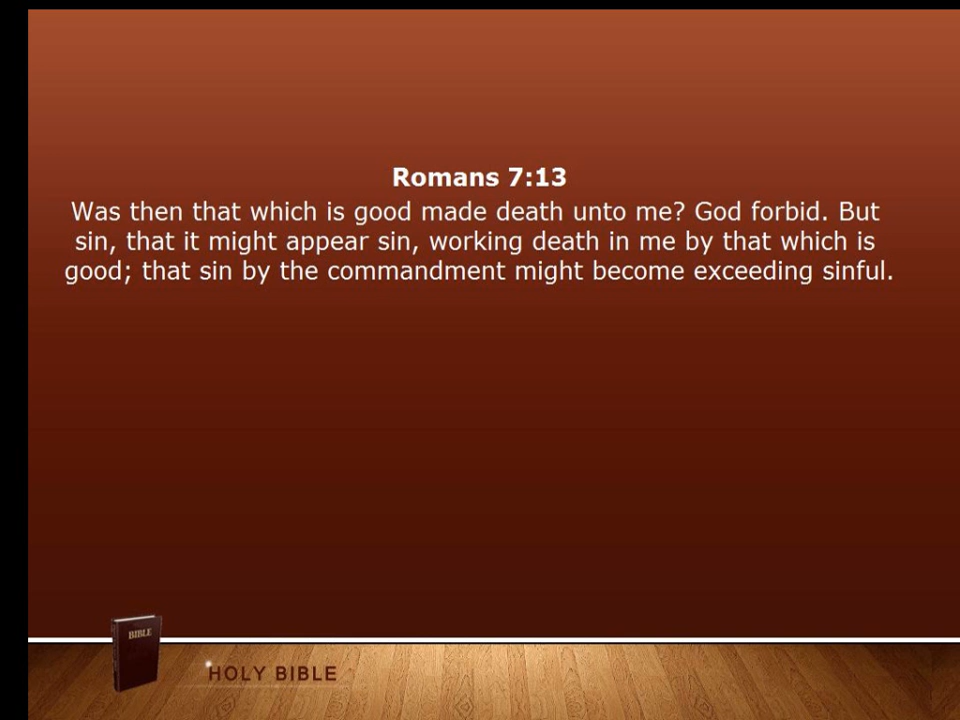 Romans 7:13
Was then that which is good made death unto me? God forbid. But
sin, that it might appear sin, working death in me by that which is
good; that sin by the commandment might become exceeding sinful.
BIBLE
HOLY BIBLE